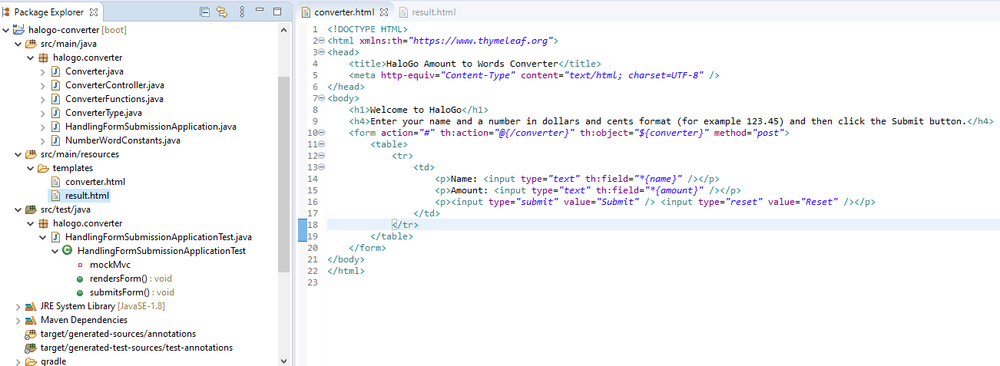 Package Explorer
halogo-converter [boot]
src/main/java
halogo.converter
Converter.java
ConverterController.java
ConverterFunctions.java
ConverterType.java
HandlingFormSubmissionApplication.java
NumberWordConstants.java
src/main/resources
templates
converter.html
result.html
src/test/java
halogo.converter
HandlingFormSubmissionApplicationTest.java
HandlingFormSubmissionApplicationTest
mockMvc
rendersForm() : void
submitsForm() : void
JRE System Library [JavaSE-1.8]
Maven Dependencies
target/generated-sources/annotations
target/generated-test-sources/test-annotations
gradle
converter.html result.html
1 <!DOCTYPE HTML>
2 <html xmlns:th="https://www.thymeleaf.org">
3 <head>
4 <title>HaloGo Amount to Words Converter</title>
5 <meta http-equiv="Content-Type" content="text/html; charset=UTF-8" />
6 </head>
7 <body>
8 <h1>Welcome to HaloGo</h1>
9 <h4>Enter your name and a number in dollars and cents format (for example 123.45) and then click the Submit button.</h4>
10 <form action="#" th:action="@{/converter}" th:object="${converter}" method="post">
11 <table>
12 <tr>
13 <td>
14 <p>Name: <input type="text" th:field="*{name}" /></p>
15 <p>Amount: <input type="text" th:field="*{amount}" /></p>
16 <p><input type="submit" value="Submit" /> <input type="reset" value="Reset" /></p>
17 </td>
18 </tr>
19 </table>
20 </form>
21 </body>
22 </html>
23